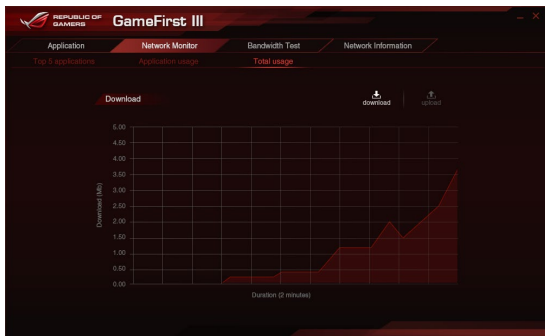 REPUBLIC OF
GAMERS
GameFirst III
Application Network Monitor Bandwidth Test Network Information
Top 5 applications Application usage Total usage
Download
download upload
5.00
4.50
4.00
3.50
3.00
2.50
2.00
1.50
1.00
0.50
0.00
Download (Mb)
Duration (2 minutes)